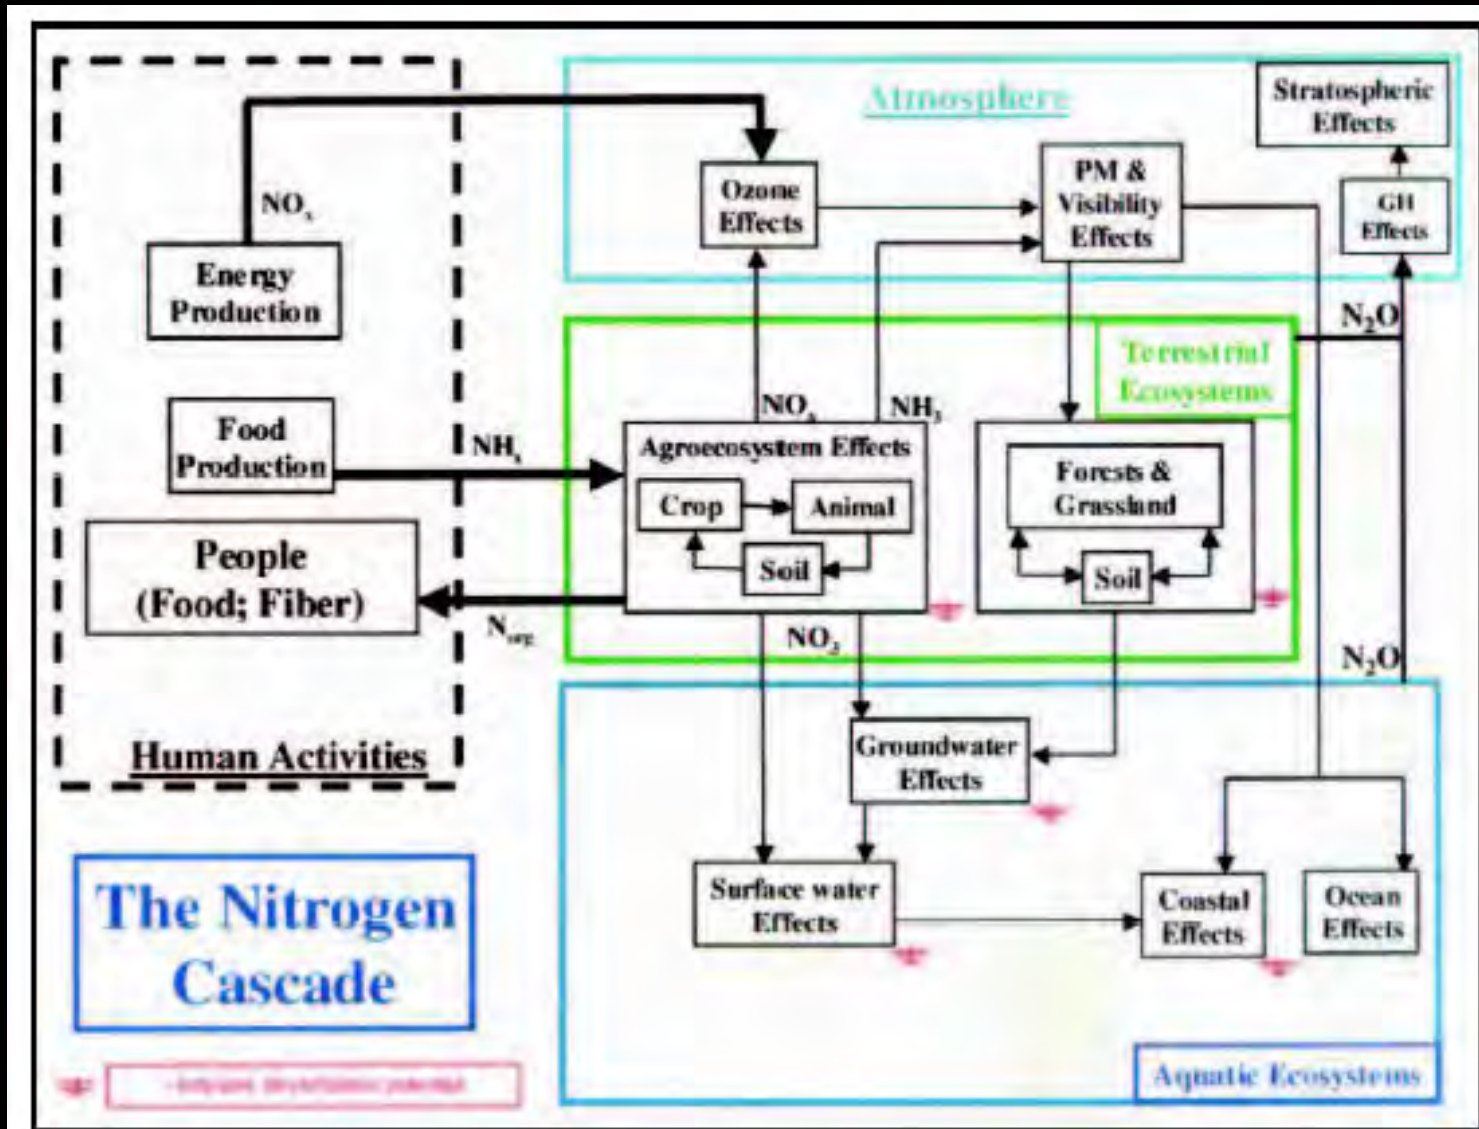 Atmosphere
Stratospheric
Effects
NOx
Ozone
Effects
PM &
Visibility
Effects
GH
Effects
Energy
Production
N2O
Terrestrial
Ecosystems
Food
Production
NHx
NOx
NH3
Agroecosystem Effects
Crop
Animal
Soil
Forests &
Grassland
Soil
People
(Food; Fiber)
Norg
NO3
N2O
Human Activities
Groundwater
Effects
Surface water
Effects
Coastal
Effects
Ocean
Effects
The Nitrogen
Cascade
Aquatic Ecosystems